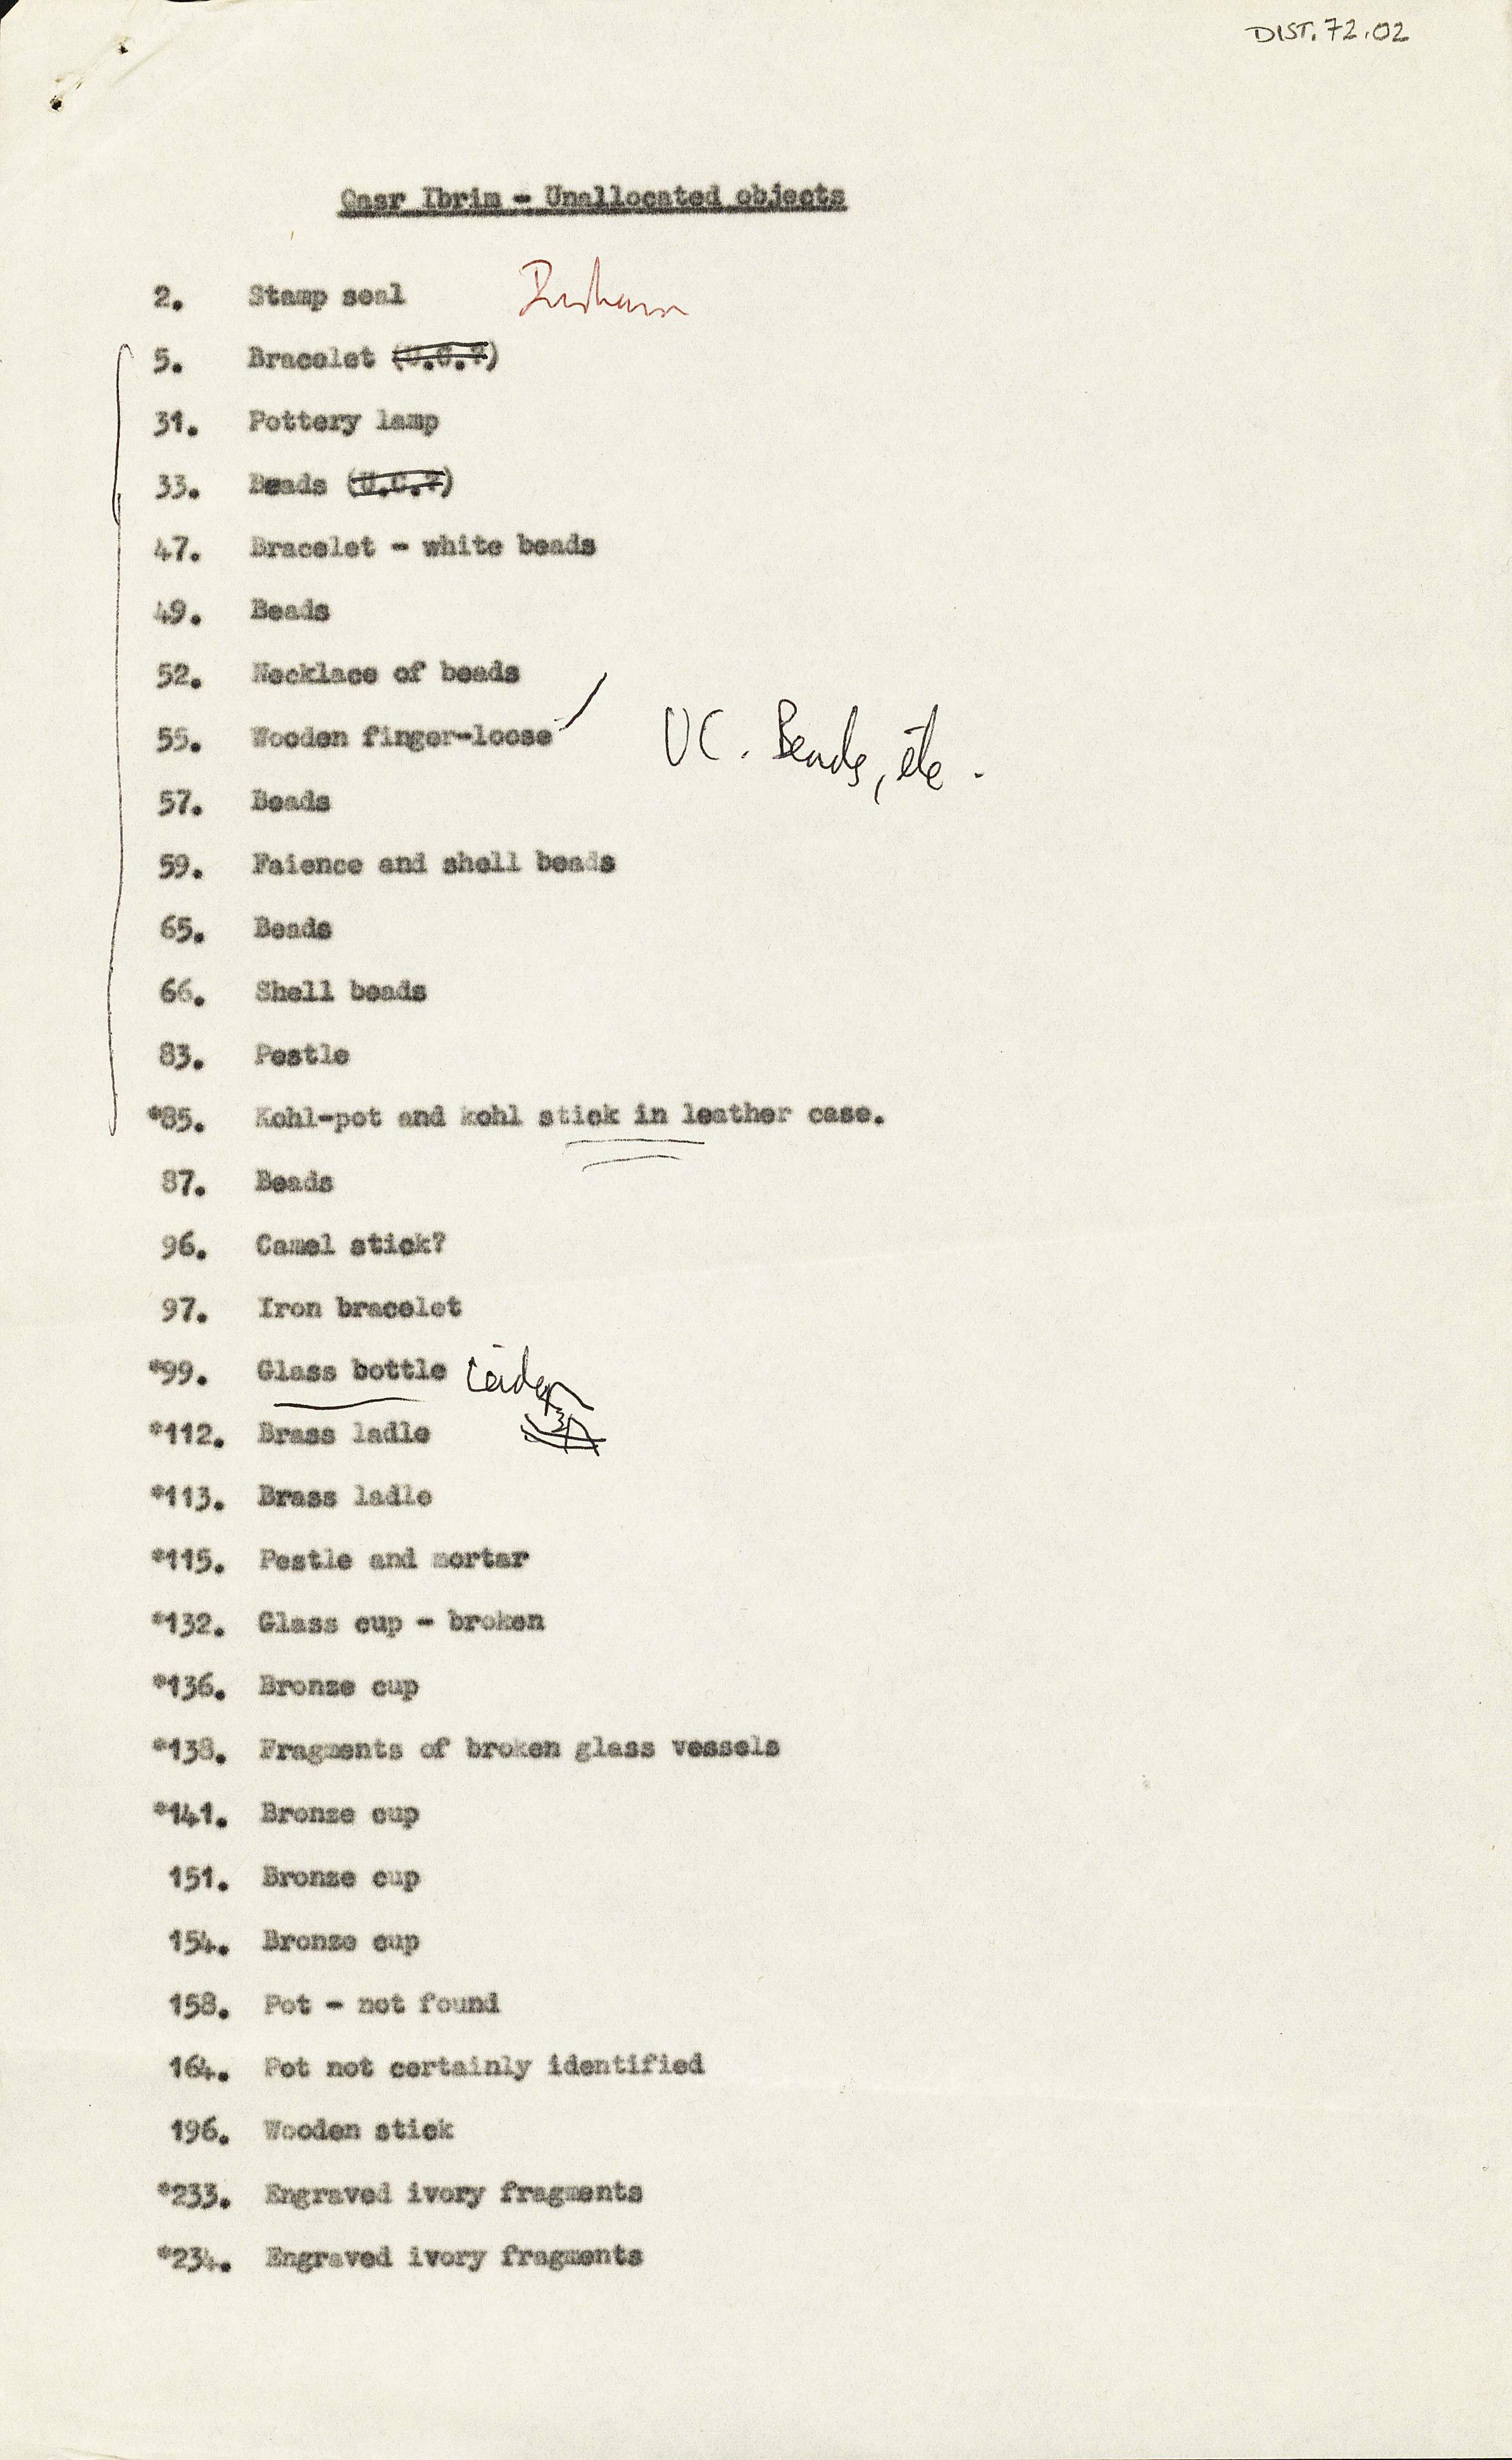 DIST.72.02
Qasr Ibrim - Unallocated objects
2. Stamp seal Durham
5. Bracelet (U.C.?)
31. Pottery lamp
33. Beads (U.C.?)
47. Bracelet - white beads
49. Beads
52. Necklace of beads
55. Wooden finger-loose
UC. Beads, etc.
57. Beads
59. Faience and shell beads
65. Beads
66. Shell beads
83. Pestle
*85. Kohl-pot and kohl stick in leather case.
87. Beads
96. Camel stick?
97. Iron bracelet
*99. Glass bottle Leiden
*112. Brass ladle
*113. Brass ladle
*115. Pestle and mortar
*132. Glass cup - broken
*136. Bronze cup
*138. Fragments of broken glass vessels
*141. Bronze cup
151. Bronze cup
154. Bronze cup
158. Pot - not found
164. Pot not certainly identified
196. Wooden stick
*233. Engraved ivory fragments
*234. Engraved ivory fragments